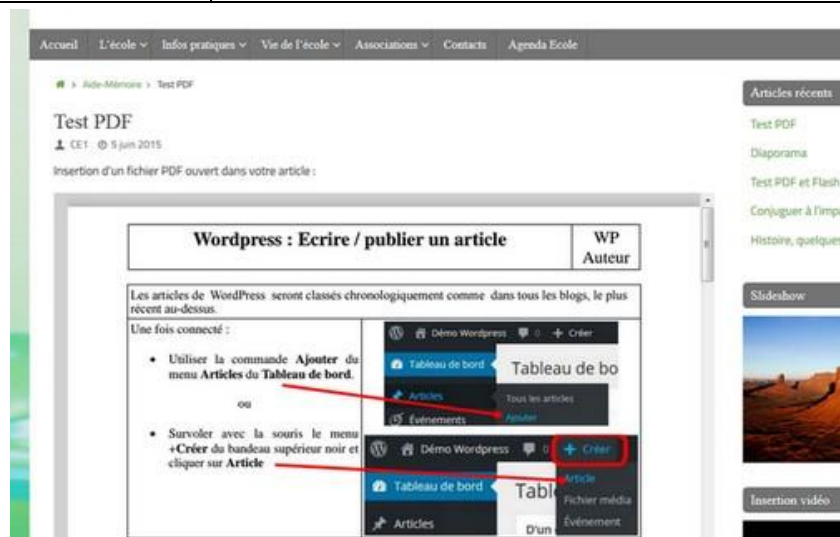 Accueil L'école Infos pratiques Vie de l'école Associations Contacts Agenda Ecole
Aide-Mémoire > Test PDF
Test PDF
CE1 5 juin 2015
Insertion d'un fichier PDF ouvert dans votre article :
Wordpress : Ecrire / publier un article
WP
Auteur
Les articles de WordPress seront classés chronologiquement comme dans tous les blogs, le plus
récent au-dessus.
Une fois connecté :
• Utiliser la commande Ajouter du
menu Articles du Tableau de bord.
ou
• Survoler avec la souris le menu
+Créer du bandeau supérieur noir et
cliquer sur Article
Démo Wordpress 0 + Créer
Tableau de bord
Tableau de bo
Articles
Tous les articles
Ajouter
Événements
Démo Wordpress 0 + Créer
Tableau de bord
Tabl
Article
Fichier média
Événement
Articles
D'un
Articles récents
Test PDF
Diaporama
Test PDF et Flash
Conjuguer à l'imp
Histoire, quelques
Slideshow
Insertion vidéo